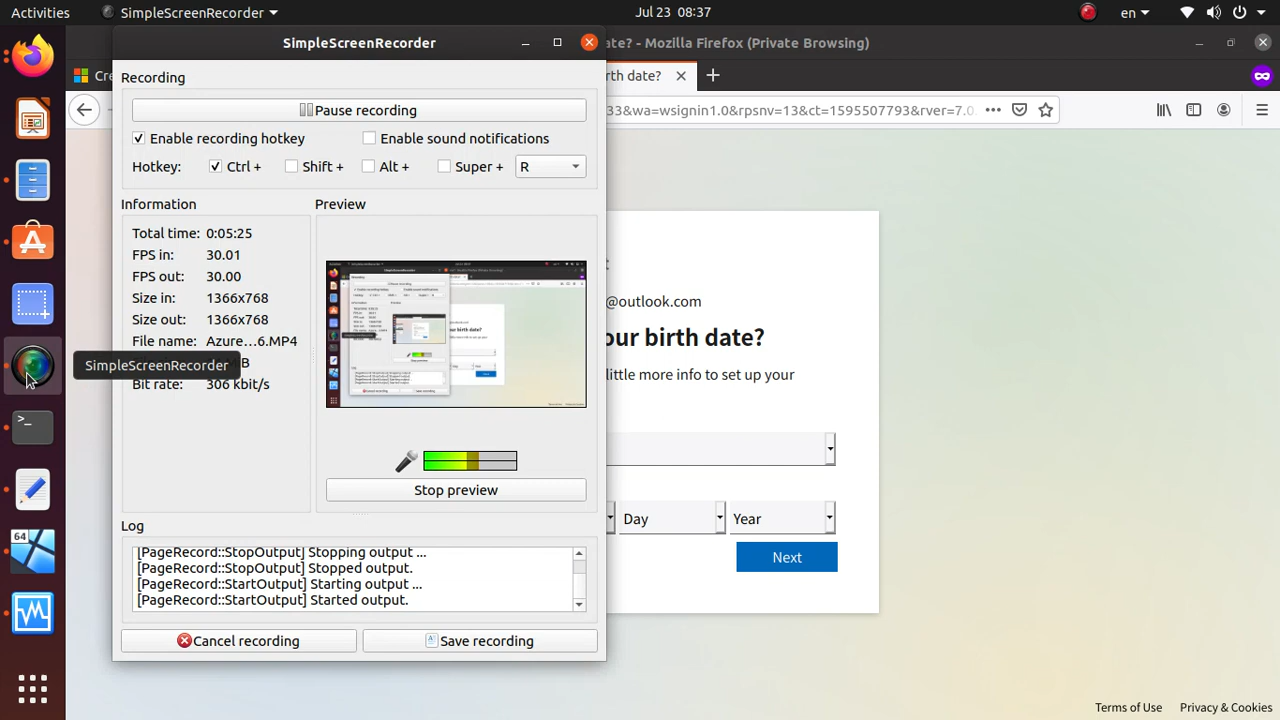 Activities
SimpleScreenRecorder
Jul 23 08:37
en
SimpleScreenRecorder
ate? - Mozilla Firefox (Private Browsing)
Cre
rth date?
Recording
Pause recording
33&wa=wsignin1.0&rpsnv=13&ct=1595507793&rver=7.0
Enable recording hotkey
Enable sound notifications
Hotkey:
Ctrl +
Shift +
Alt +
Super +
R
Information
Preview
Total time: 0:05:25
FPS in: 30.01
FPS out: 30.00
Size in: 1366x768
Size out: 1366x768
File name: Azure…6.MP4
B
SimpleScreenRecorder
306 kbit/s
@outlook.com
our birth date?
little more info to set up your
Stop preview
Day
Year
Next
Log
[PageRecord::StopOutput] Stopping output ...
[PageRecord::StopOutput] Stopped output.
[PageRecord::StartOutput] Starting output ...
[PageRecord::StartOutput] Started output.
64
Cancel recording
Save recording
Terms of Use
Privacy & Cookies